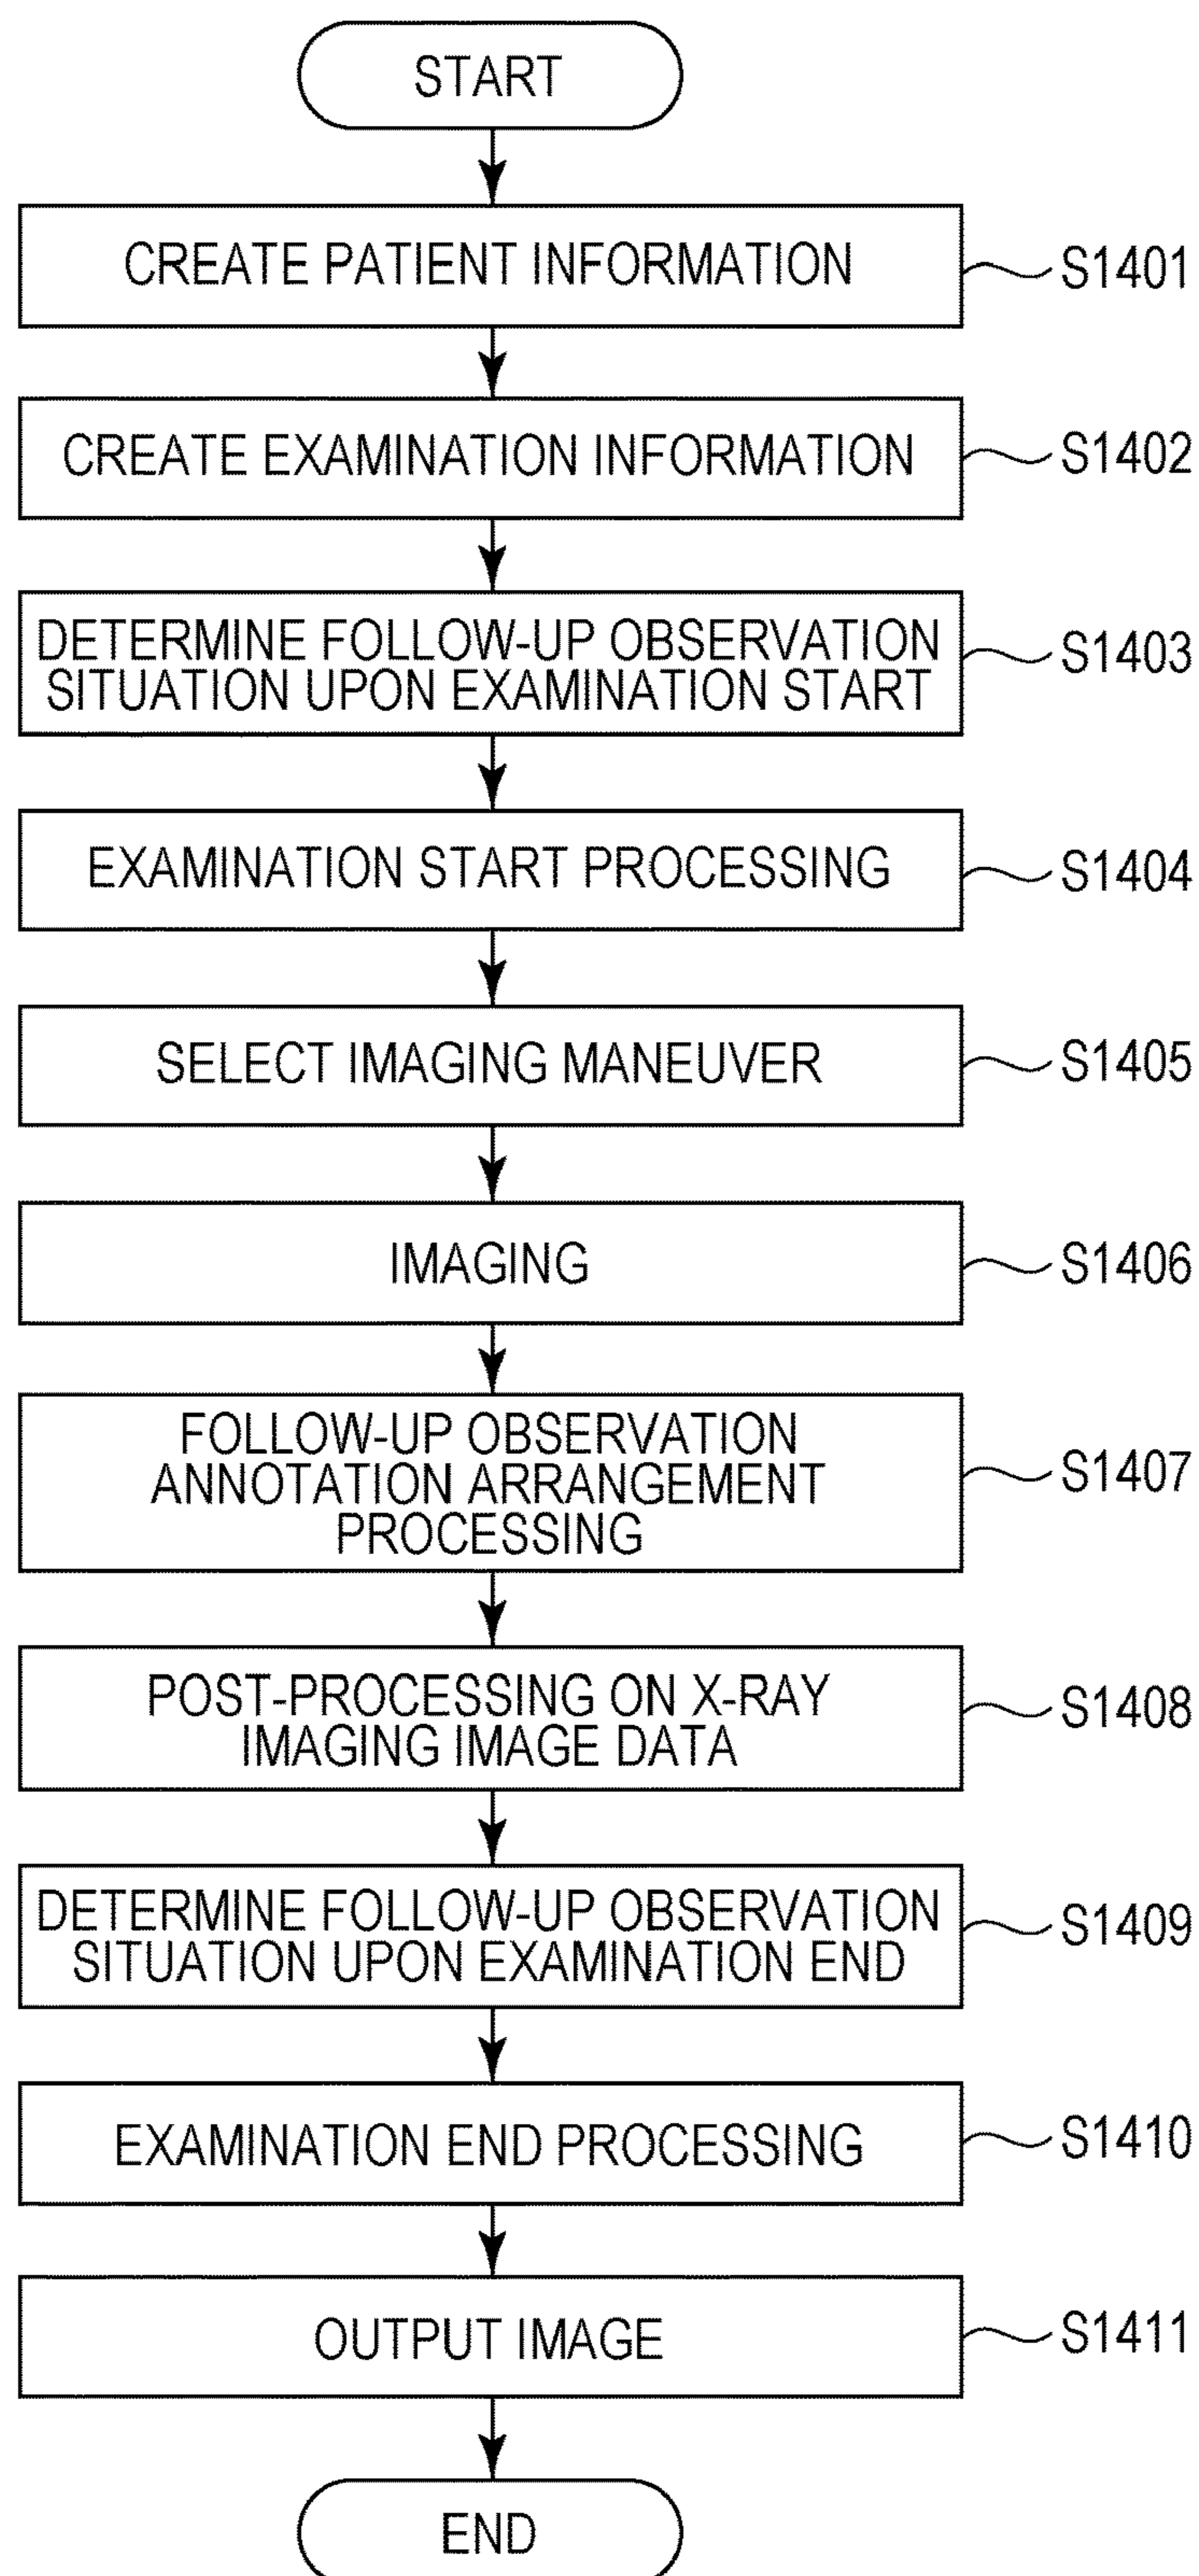 START
CREATE PATIENT INFORMATION
S1401
CREATE EXAMINATION INFORMATION
S1402
DETERMINE FOLLOW-UP OBSERVATION
SITUATION UPON EXAMINATION START
S1403
EXAMINATION START PROCESSING
S1404
SELECT IMAGING MANEUVER
S1405
IMAGING
S1406
FOLLOW-UP OBSERVATION
ANNOTATION ARRANGEMENT
PROCESSING
S1407
POST-PROCESSING ON X-RAY
IMAGING IMAGE DATA
S1408
DETERMINE FOLLOW-UP OBSERVATION
SITUATION UPON EXAMINATION END
S1409
EXAMINATION END PROCESSING
S1410
OUTPUT IMAGE
S1411
END